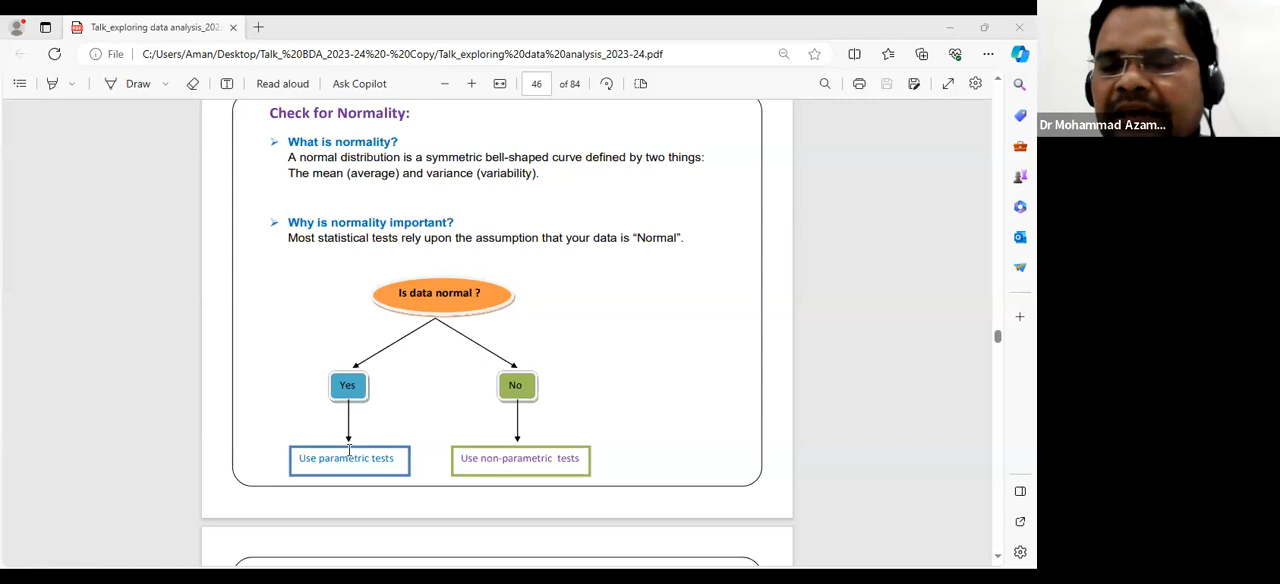 Talk_exploring data analysis_202
File
C:/Users/Aman/Desktop/Talk_%20BDA_2023-24%20-%20Copy/Talk_exploring%20data%20analysis_2023-24.pdf
Draw
Read aloud
Ask Copilot
46 of 84
Check for Normality:
What is normality?
A normal distribution is a symmetric bell-shaped curve defined by two things:
The mean (average) and variance (variability).
Why is normality important?
Most statistical tests rely upon the assumption that your data is “Normal”.
Is data normal ?
Yes
No
Use parametric tests
Use non-parametric tests
Dr Mohammad Azam...